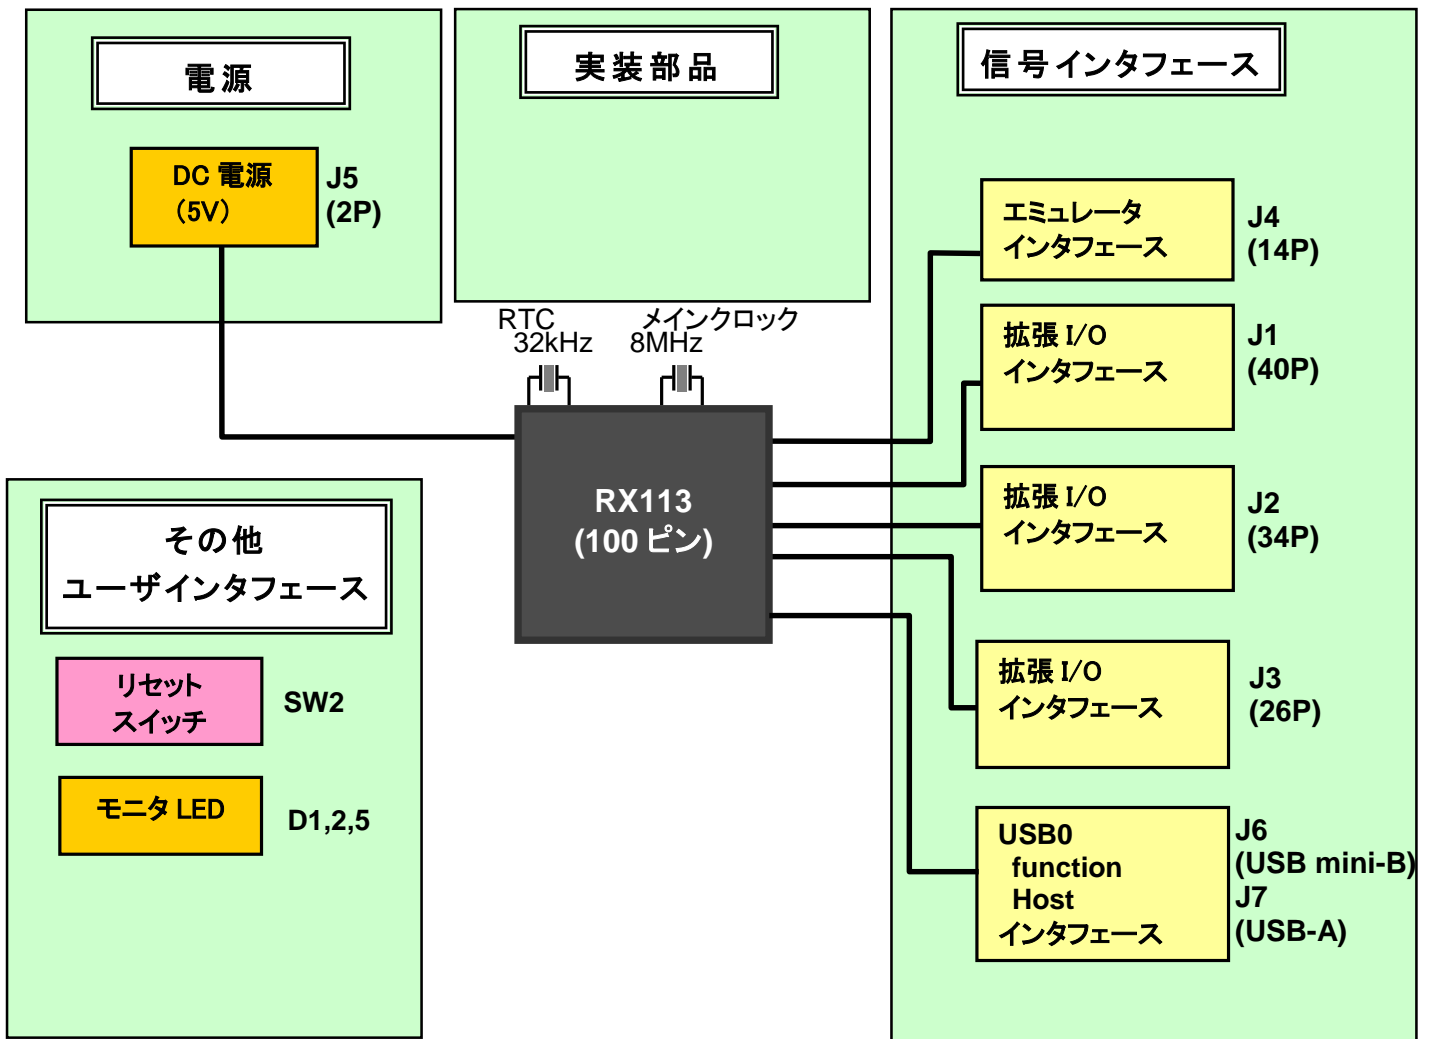 電源
DC 電源
（5V）
J5
(2P)
実装部品
信号インタフェース
エミュレータ
インタフェース
J4
(14P)
拡張 I/O
インタフェース
J1
(40P)
拡張 I/O
インタフェース
J2
(34P)
拡張 I/O
インタフェース
J3
(26P)
USB0
function
Host
インタフェース
J6
(USB mini-B)
J7
(USB-A)
RTC
32kHz
メインクロック
8MHz
RX113
(100 ピン)
その他
ユーザインタフェース
リセット
スイッチ
SW2
モニタ LED
D1,2,5